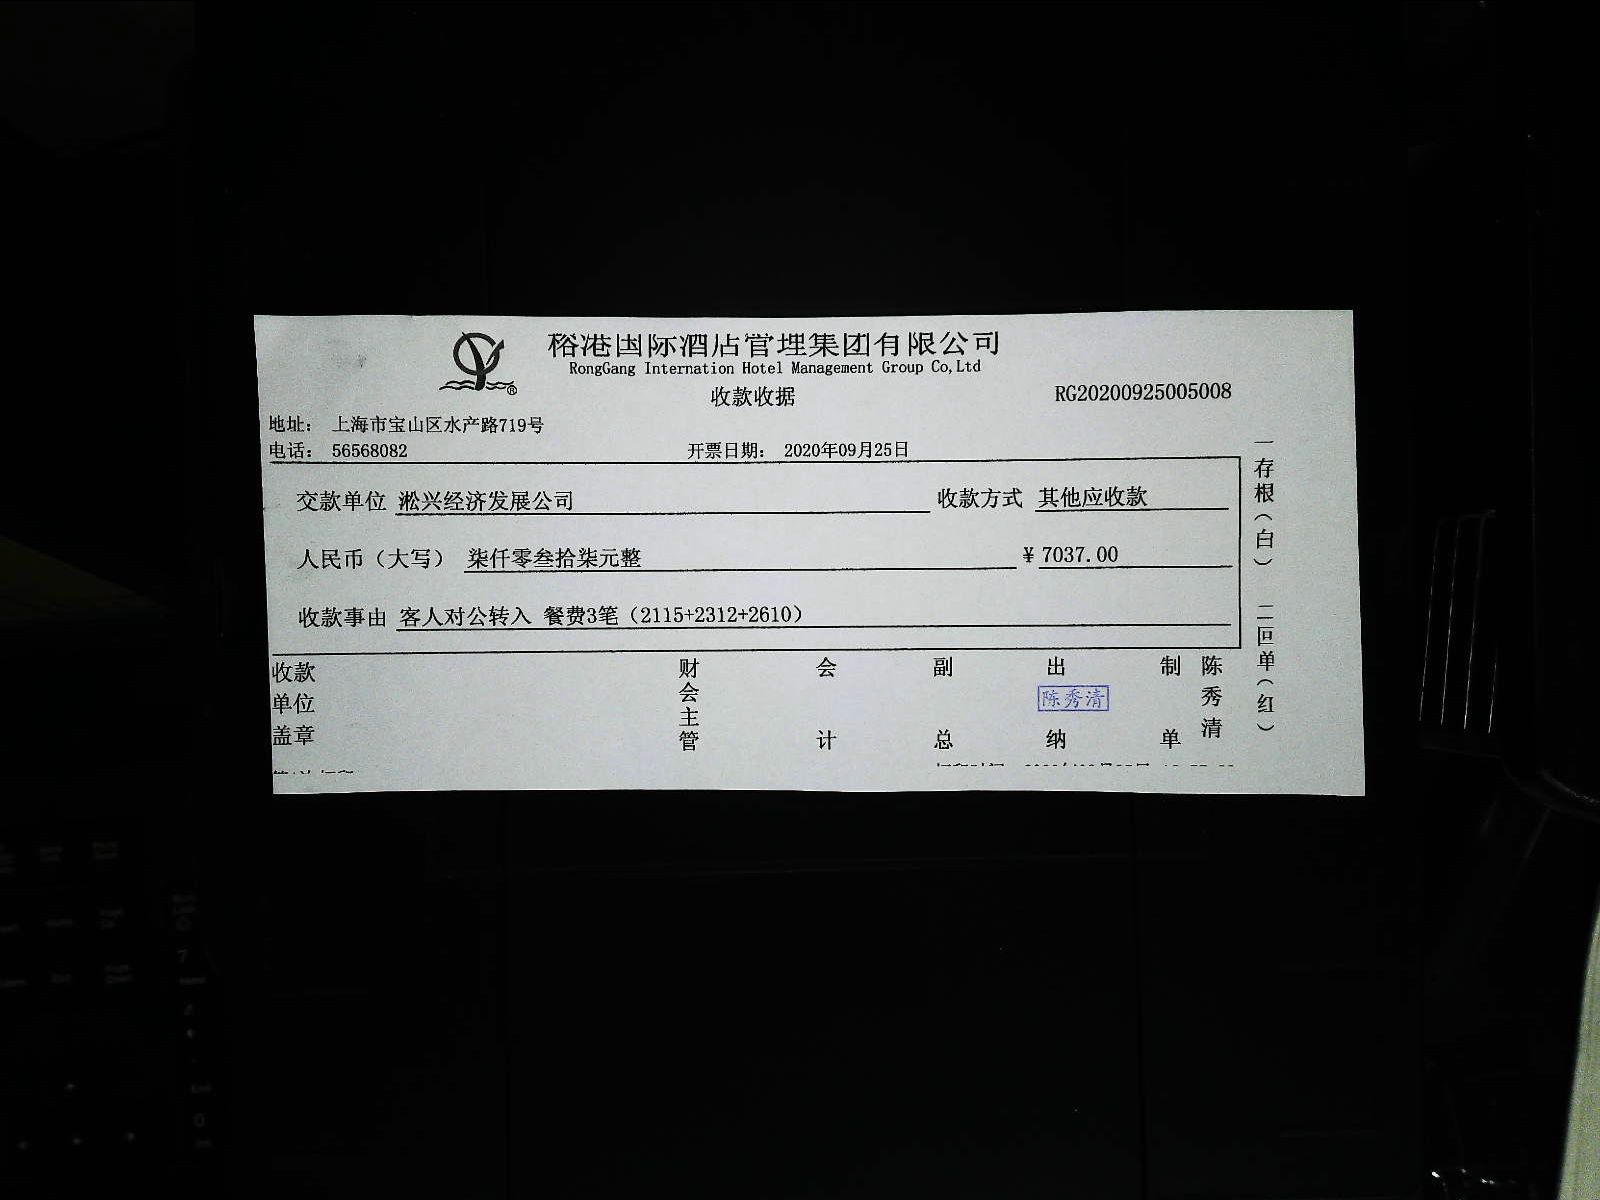 榕港国际酒店管理集团有限公司
RongGang Internation Hotel Management Group Co,Ltd
收款收据
RG20200925005008
地址： 上海市宝山区水产路719号
电话： 56568082 开票日期： 2020年09月25日
交款单位 淞兴经济发展公司 收款方式 其他应收款
人民币（大写） 柒仟零叁拾柒元整 ¥ 7037.00
收款事由 客人对公转入 餐费3笔（2115+2312+2610）
收款单位盖章
财会主管
会计
副总
出纳
陈秀清
制单
陈秀清
一存根（白） 二回单（红）